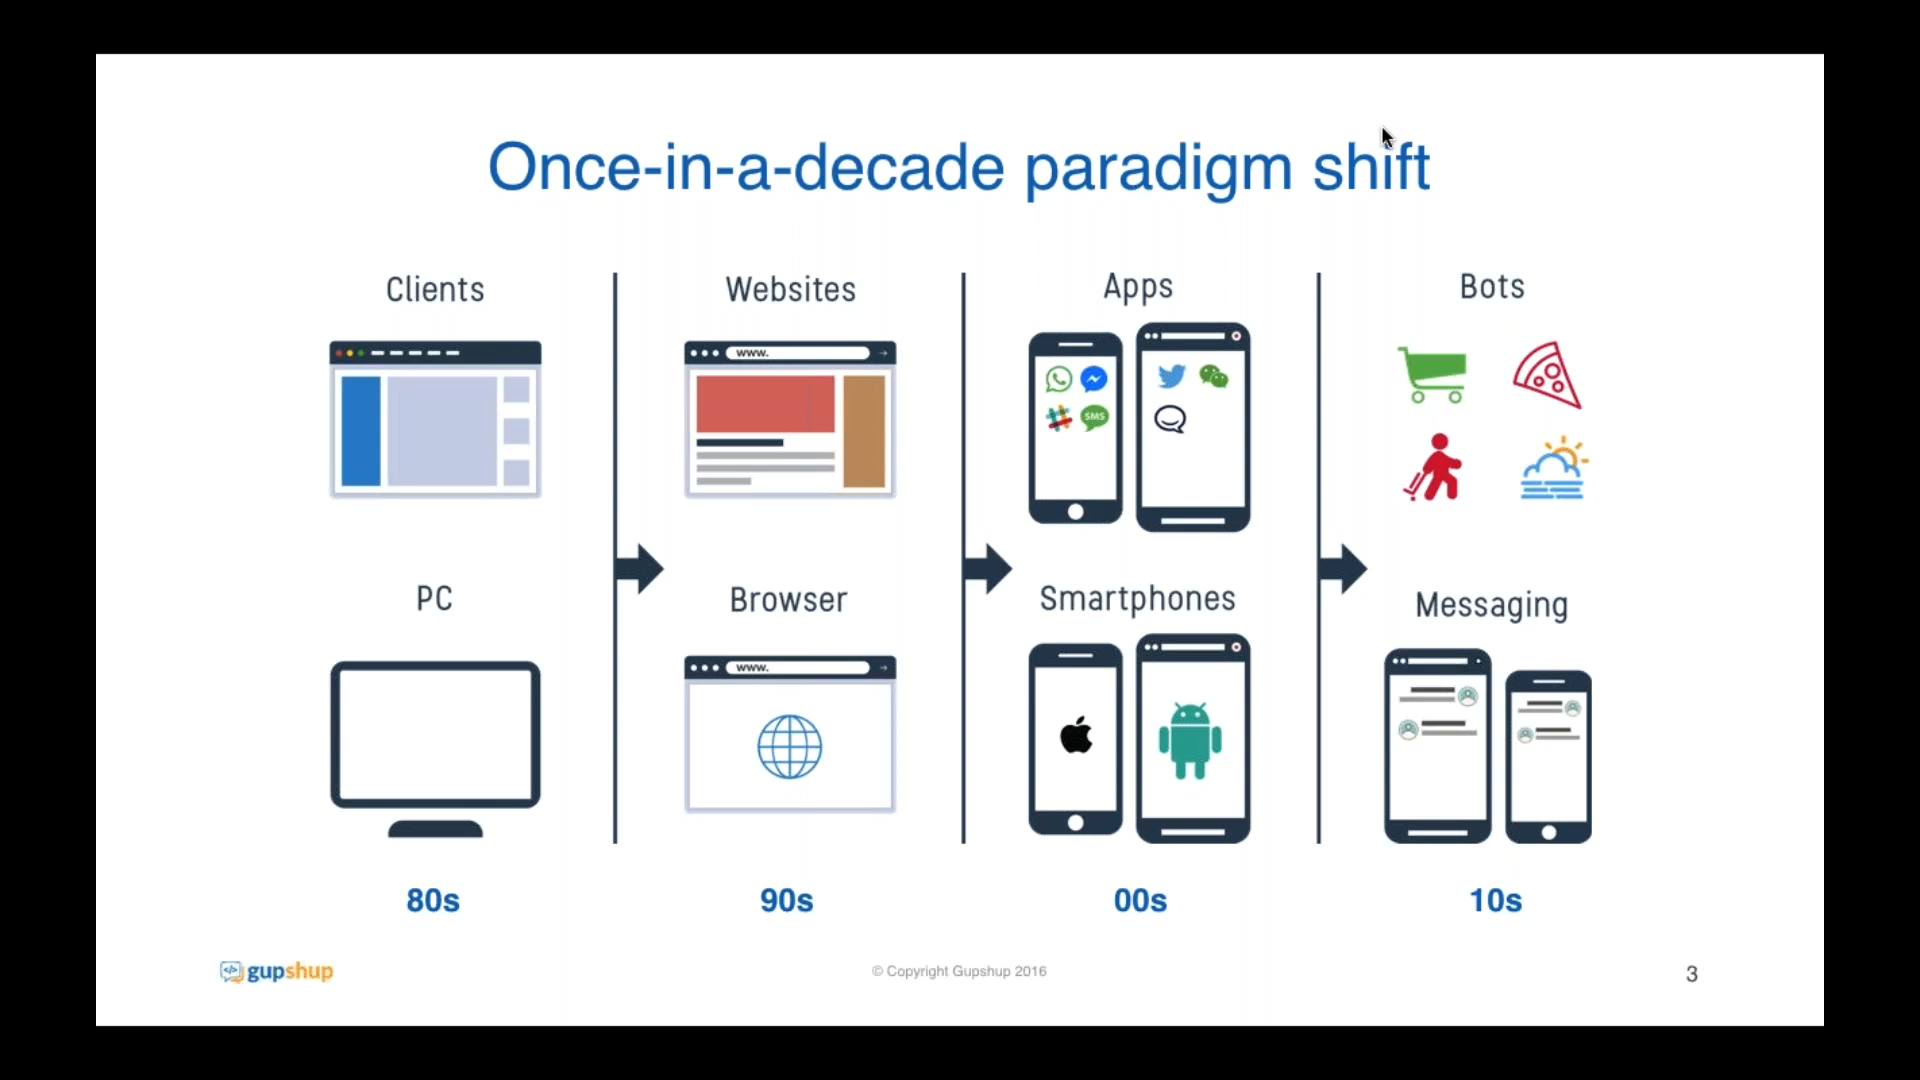 Once-in-a-decade paradigm shift
Clients
Websites
Apps
Bots
www.
SMS
PC
Browser
Smartphones
Messaging
www.
80s
90s
00s
10s
</> gupshup
© Copyright Gupshup 2016
3